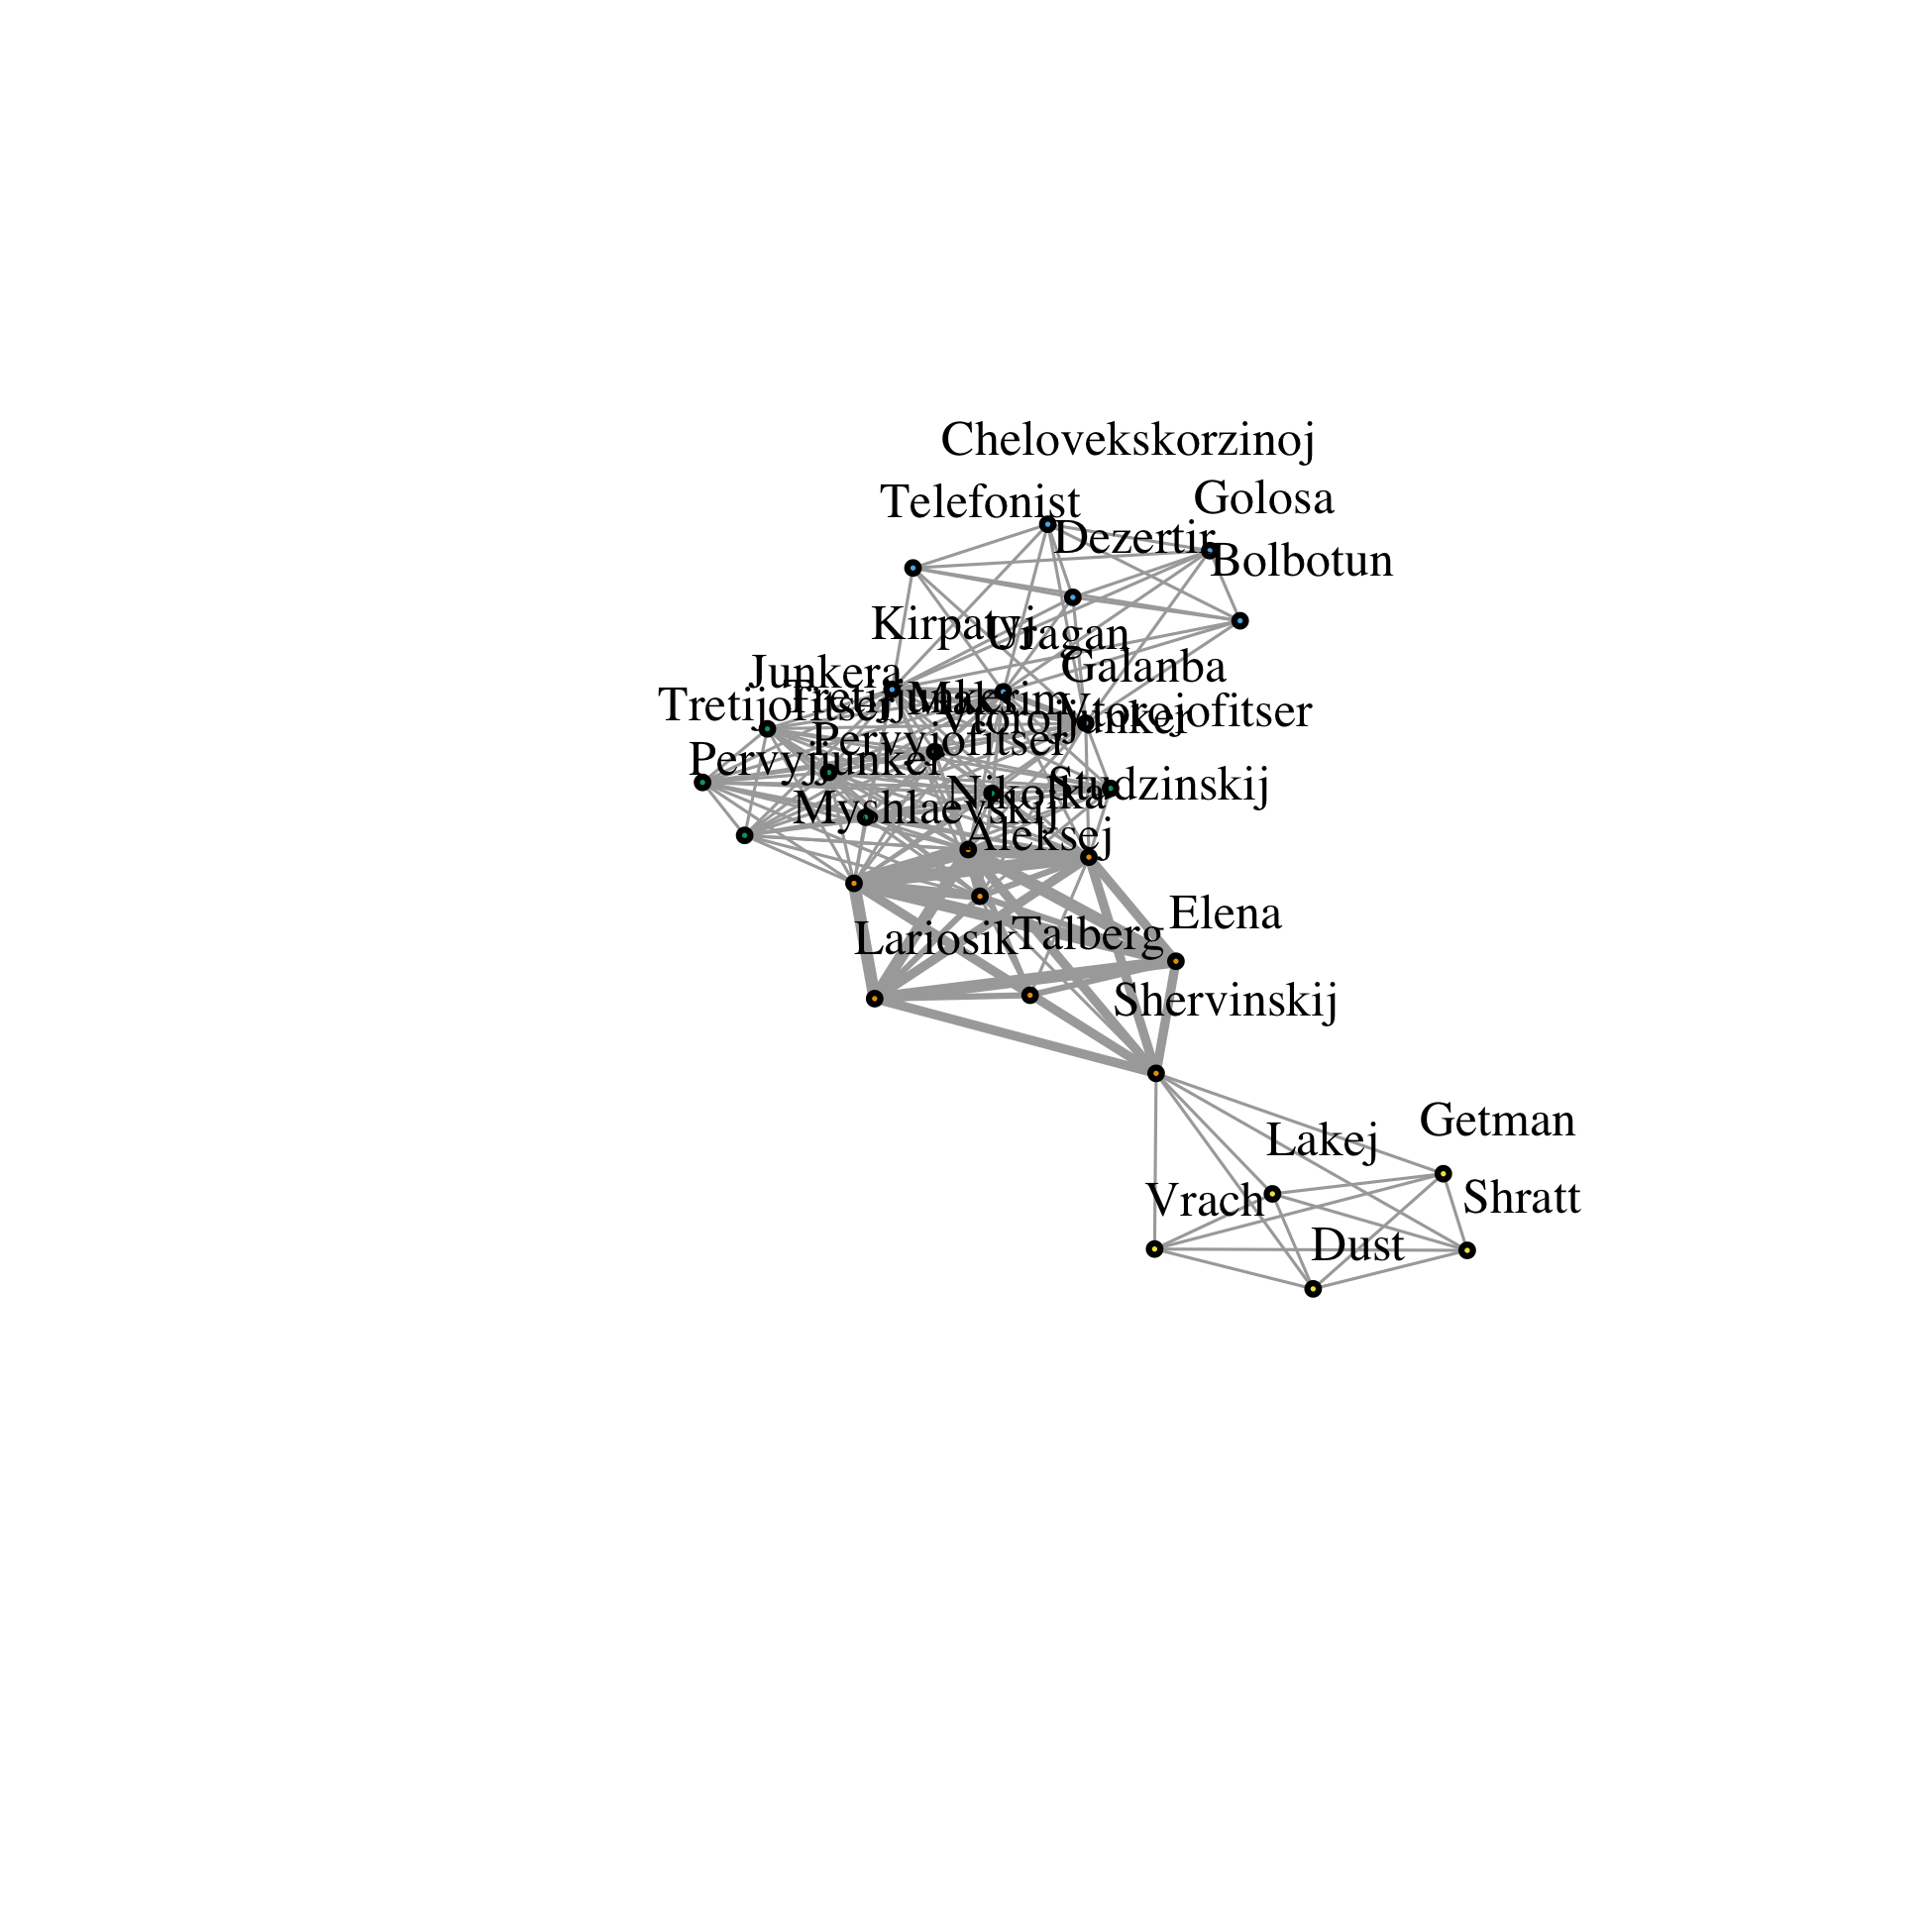 Chelovekskorzinoj
Telefonist
Golosa
Dezertir
Bolbotun
Kirpatyj
Uragan
Galanba
Junkera
Tretijofitser
Tretijjunker
Maksim
Vtorojjunker
Vtorojofitser
Pervyjofitser
Pervyjjunker
Nikolka
Studzinskij
Myshlaevskij
Aleksej
Elena
Lariosik
Talberg
Shervinskij
Getman
Lakej
Vrach
Shratt
Dust